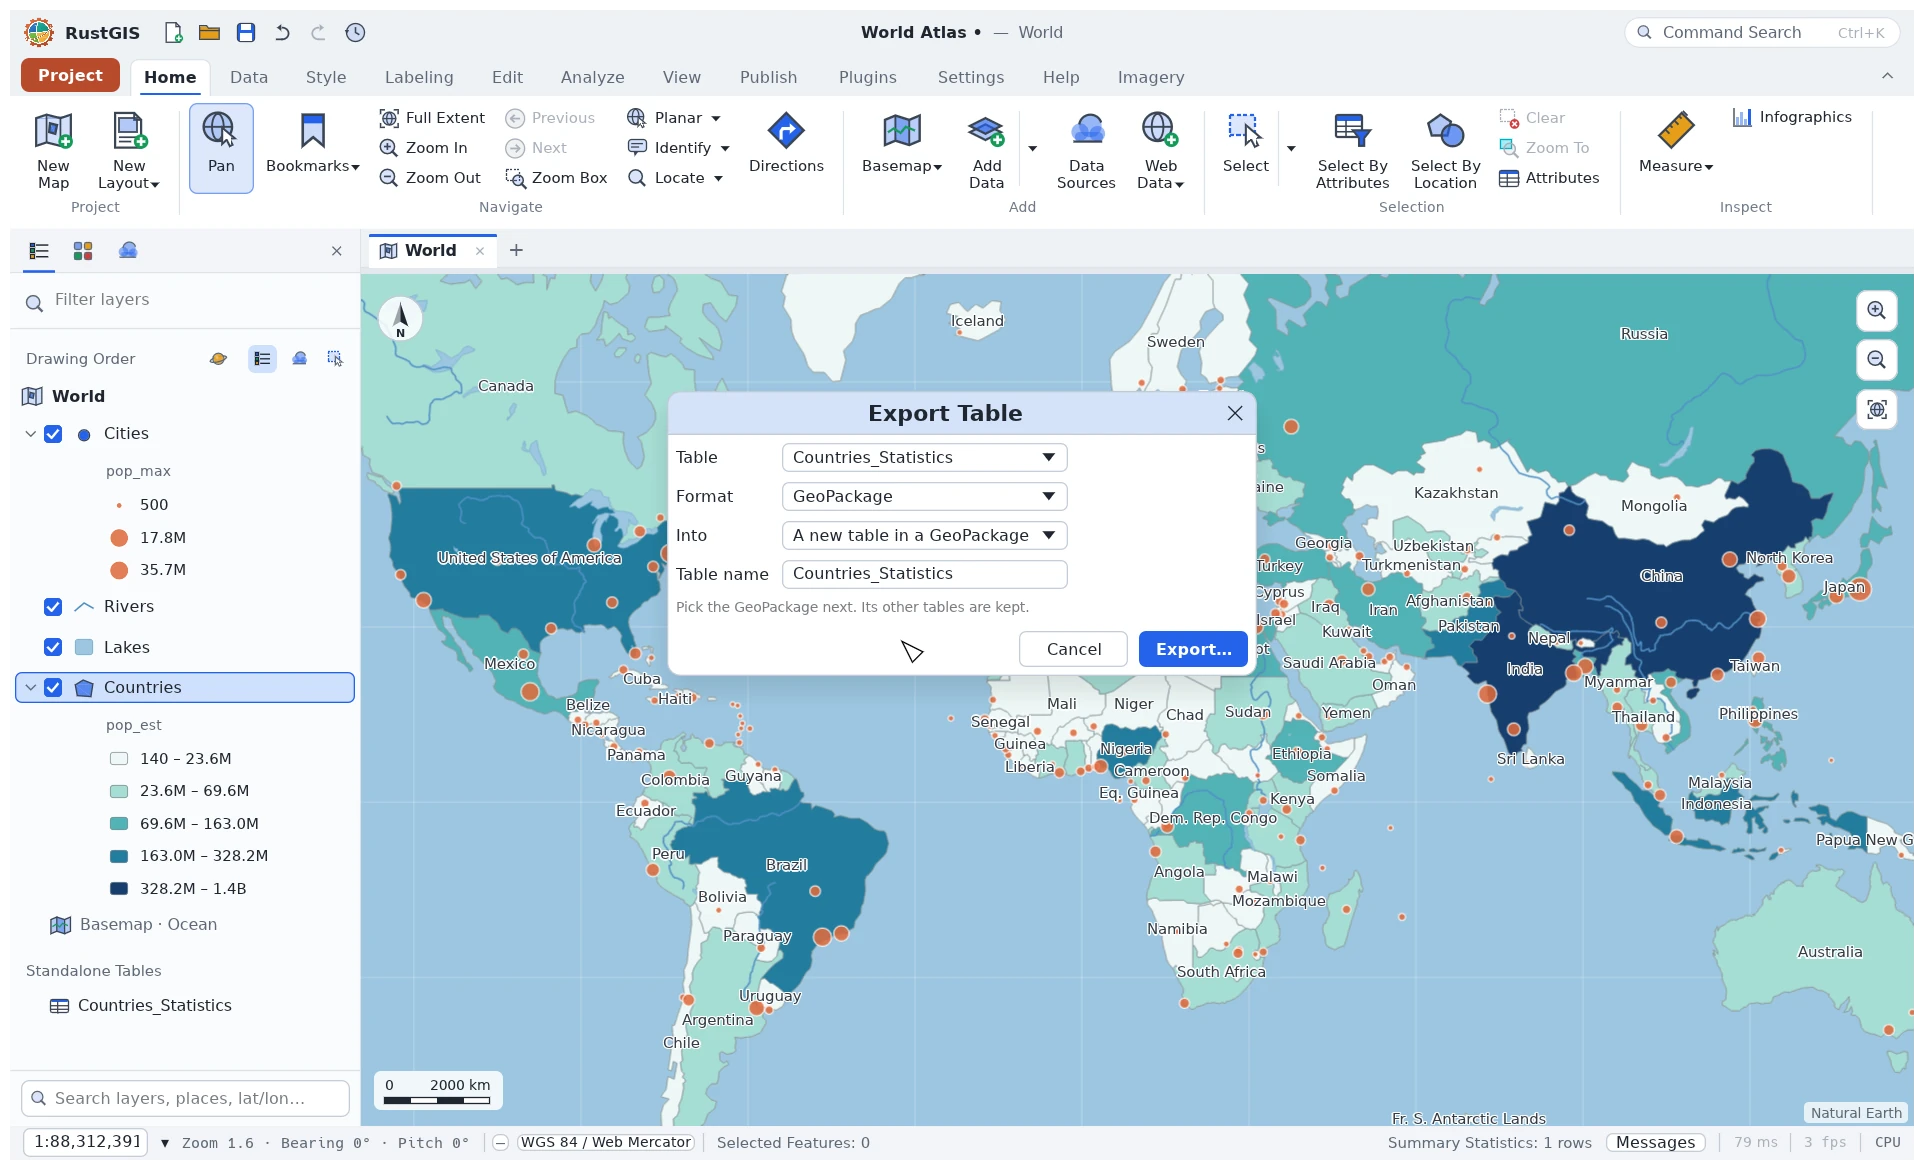 RustGIS
World Atlas • — World
Command Search Ctrl+K
Project Home Data Style Labeling Edit Analyze View Publish Plugins Settings Help Imagery
New Map
New Layout
Project
Pan
Bookmarks
Full Extent
Zoom In
Zoom Out
Previous
Next
Zoom Box
Planar
Identify
Locate
Directions
Navigate
Basemap
Add Data
Data Sources
Web Data
Add
Select
Select By Attributes
Select By Location
Clear
Zoom To
Attributes
Selection
Measure
Infographics
Inspect
World
Filter layers
Drawing Order
World
Cities
pop_max
500
17.8M
35.7M
Rivers
Lakes
Countries
pop_est
140 – 23.6M
23.6M – 69.6M
69.6M – 163.0M
163.0M – 328.2M
328.2M – 1.4B
Basemap · Ocean
Standalone Tables
Countries_Statistics
Search layers, places, lat/lon...
N
Iceland
Sweden
Russia
Canada
Export Table
Table Countries_Statistics
Format GeoPackage
Into A new table in a GeoPackage
Table name Countries_Statistics
Pick the GeoPackage next. Its other tables are kept.
Cancel
Export...
s
aine
Kazakhstan
Mongolia
United States of America
Georgia
Uzbekistan
North Korea
Turkey
Turkmenistan
China
Japan
Cyprus
Iraq
Iran
Afghanistan
Israel
Kuwait
Pakistan
Nepal
pt
Mexico
Saudi Arabia
India
Taiwan
Cuba
Oman
Myanmar
Haiti
Belize
Mali
Niger
Chad
Sudan
Yemen
Thailand
Philippines
Senegal
Nicaragua
Guinea
Nigeria
Ethiopia
Panama
Liberia
Cameroon
Sri Lanka
Colombia
Guyana
Somalia
Malaysia
Eq. Guinea
Kenya
Indonesia
Ecuador
Dem. Rep. Congo
Papua New G
Peru
Brazil
Angola
Malawi
Bolivia
Mozambique
Paraguay
Namibia
Australia
South Africa
Uruguay
Argentina
Chile
Fr. S. Antarctic Lands
0 2000 km
Natural Earth
1:88,312,391
Zoom 1.6 · Bearing 0° · Pitch 0°
WGS 84 / Web Mercator
Selected Features: 0
Summary Statistics: 1 rows
Messages
79 ms
3 fps
CPU